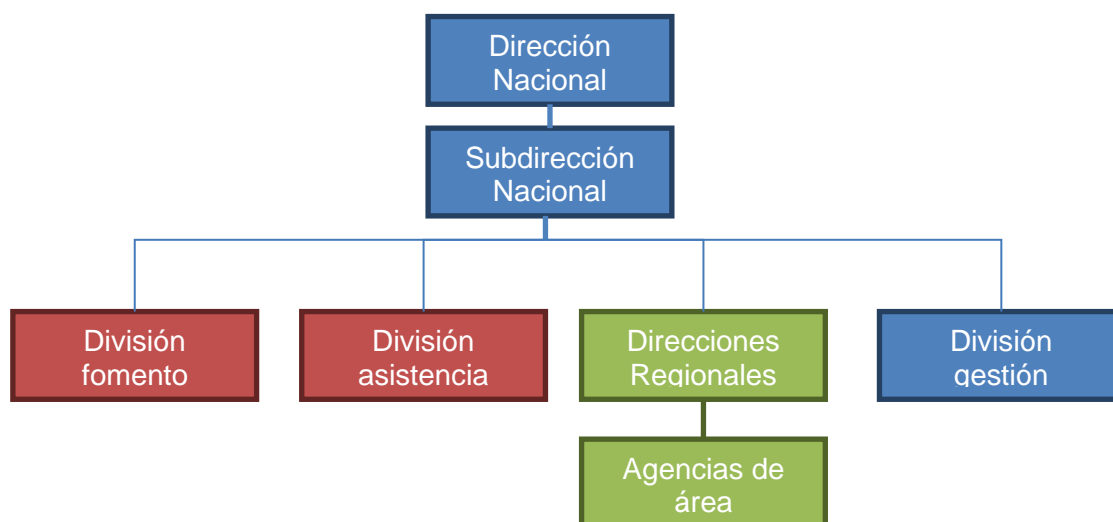 Dirección
Nacional
Subdirección
Nacional
División
fomento
División
asistencia
Direcciones
Regionales
División
gestión
Agencias de
área